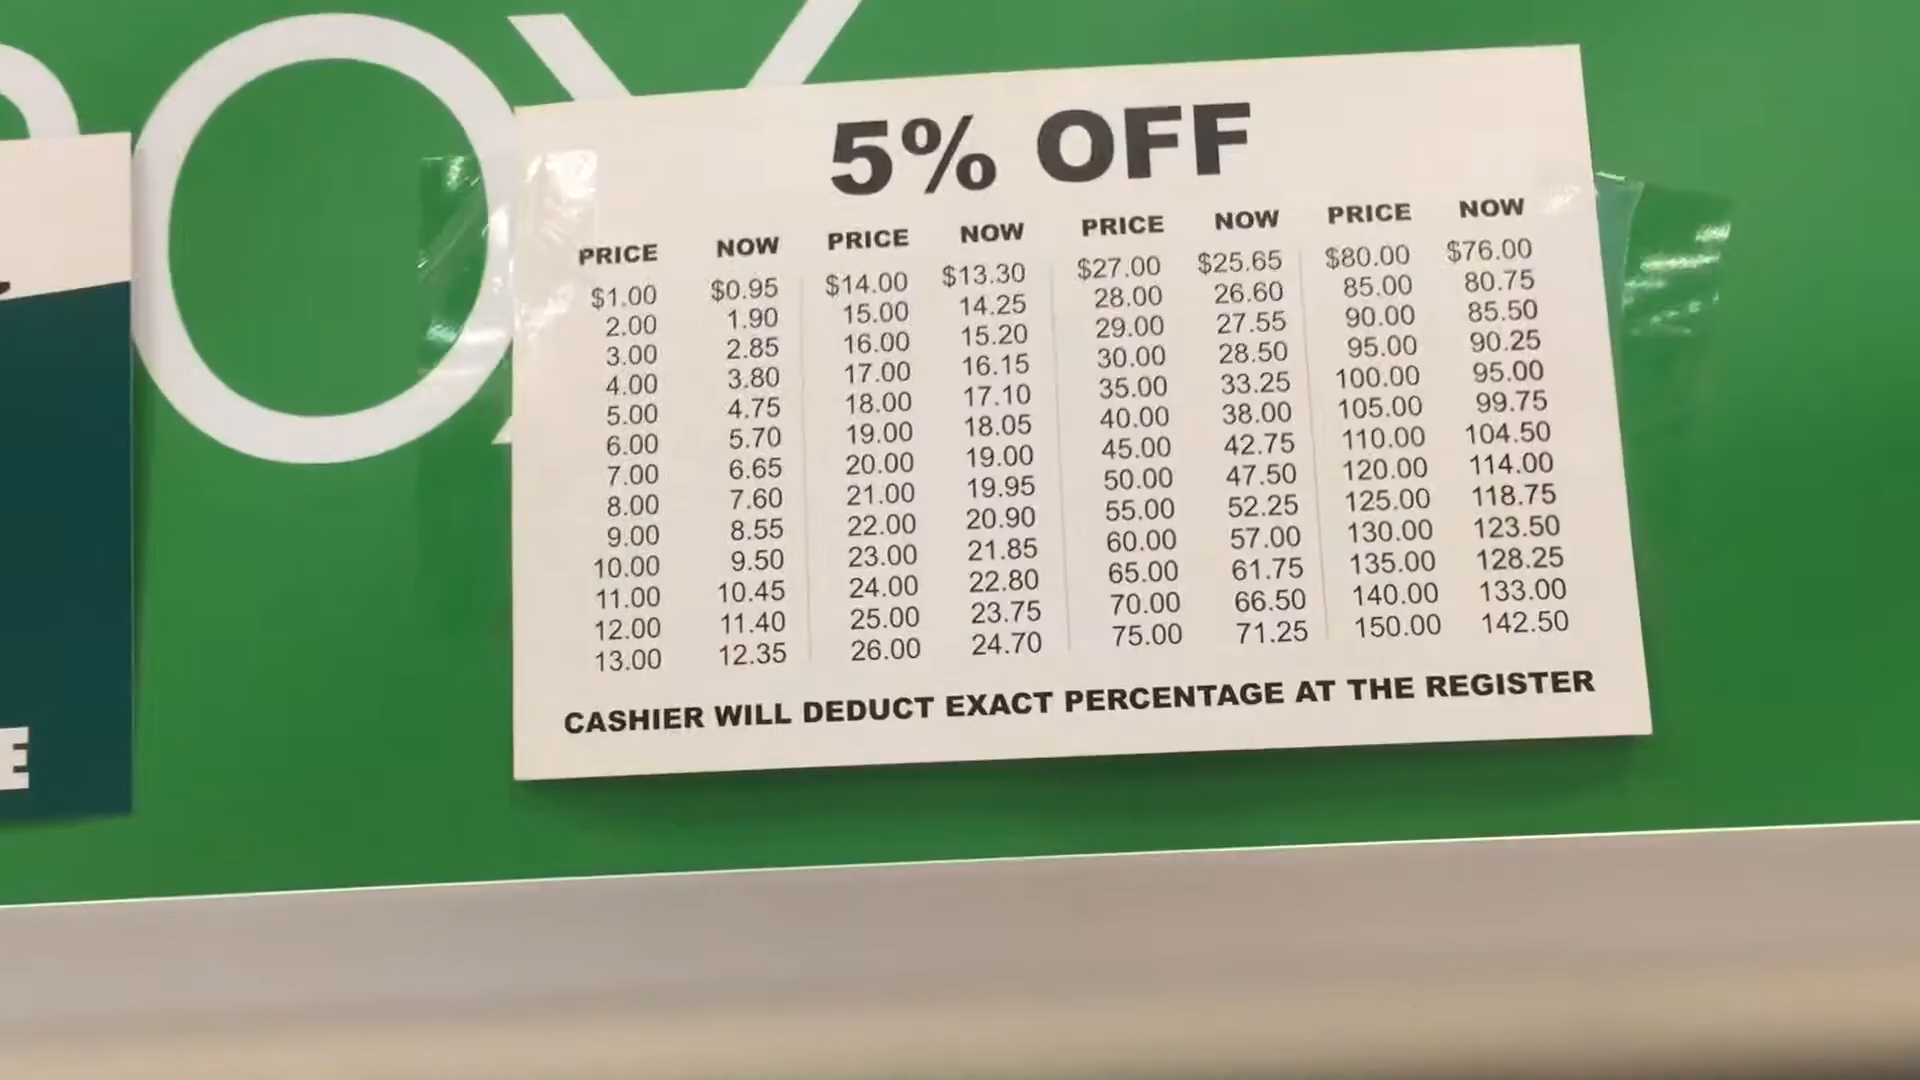 OX
5% OFF
PRICE NOW PRICE NOW PRICE NOW PRICE NOW
$1.00 $0.95 $14.00 $13.30 $27.00 $25.65 $80.00 $76.00
2.00 1.90 15.00 14.25 28.00 26.60 85.00 80.75
3.00 2.85 16.00 15.20 29.00 27.55 90.00 85.50
4.00 3.80 17.00 16.15 30.00 28.50 95.00 90.25
5.00 4.75 18.00 17.10 35.00 33.25 100.00 95.00
6.00 5.70 19.00 18.05 40.00 38.00 105.00 99.75
7.00 6.65 20.00 19.00 45.00 42.75 110.00 104.50
8.00 7.60 21.00 19.95 50.00 47.50 120.00 114.00
9.00 8.55 22.00 20.90 55.00 52.25 125.00 118.75
10.00 9.50 23.00 21.85 60.00 57.00 130.00 123.50
11.00 10.45 24.00 22.80 65.00 61.75 135.00 128.25
12.00 11.40 25.00 23.75 70.00 66.50 140.00 133.00
13.00 12.35 26.00 24.70 75.00 71.25 150.00 142.50
CASHIER WILL DEDUCT EXACT PERCENTAGE AT THE REGISTER
E